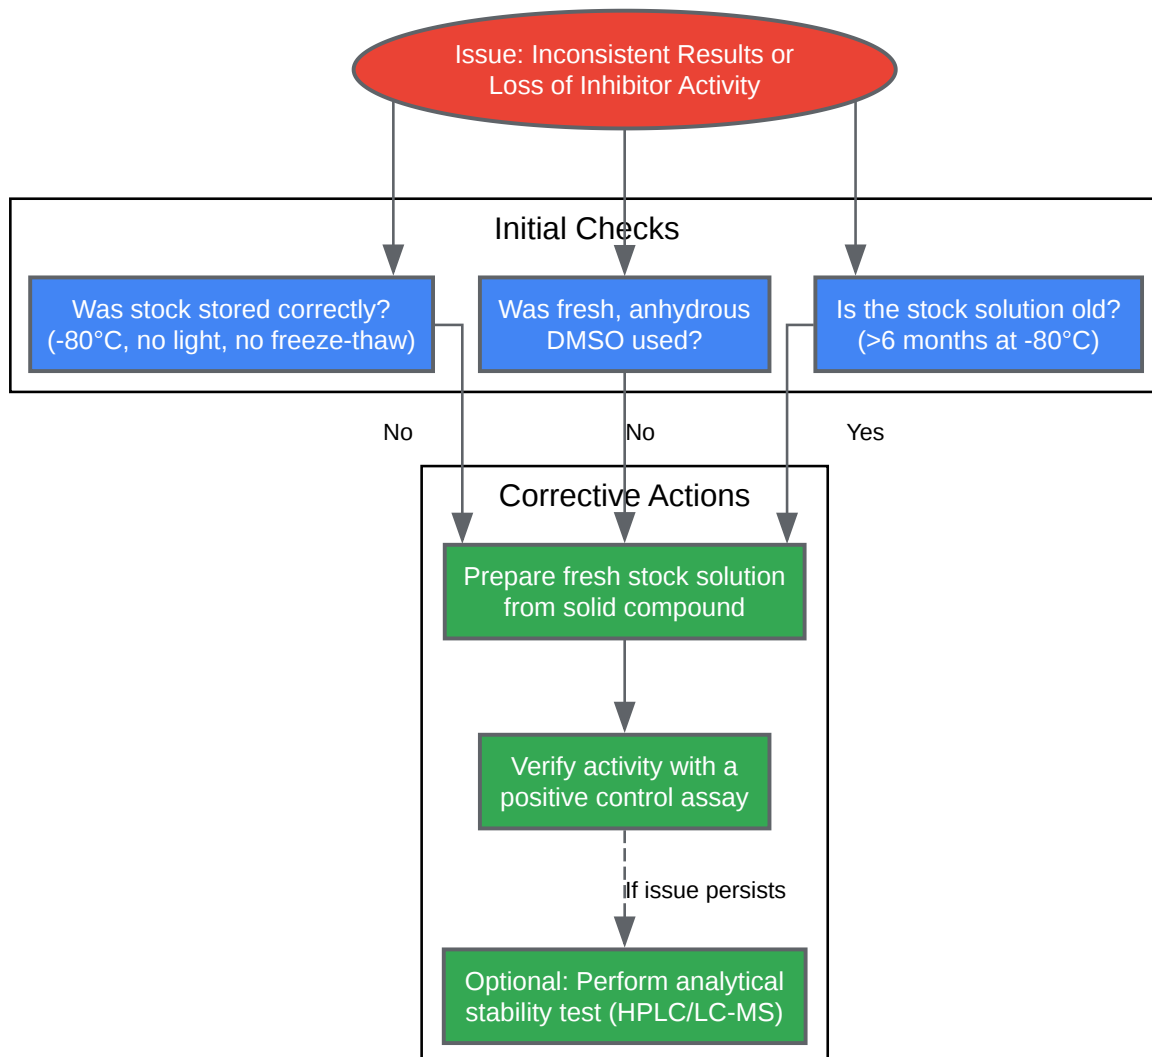 Issue: Inconsistent Results or
Loss of Inhibitor Activity
Initial Checks
Was stock stored correctly?
(-80°C, no light, no freeze-thaw)
Was fresh, anhydrous
DMSO used?
Is the stock solution old?
(>6 months at -80°C)
No
No
Yes
Corrective Actions
Prepare fresh stock solution
from solid compound
Verify activity with a
positive control assay
If issue persists
Optional: Perform analytical
stability test (HPLC/LC-MS)